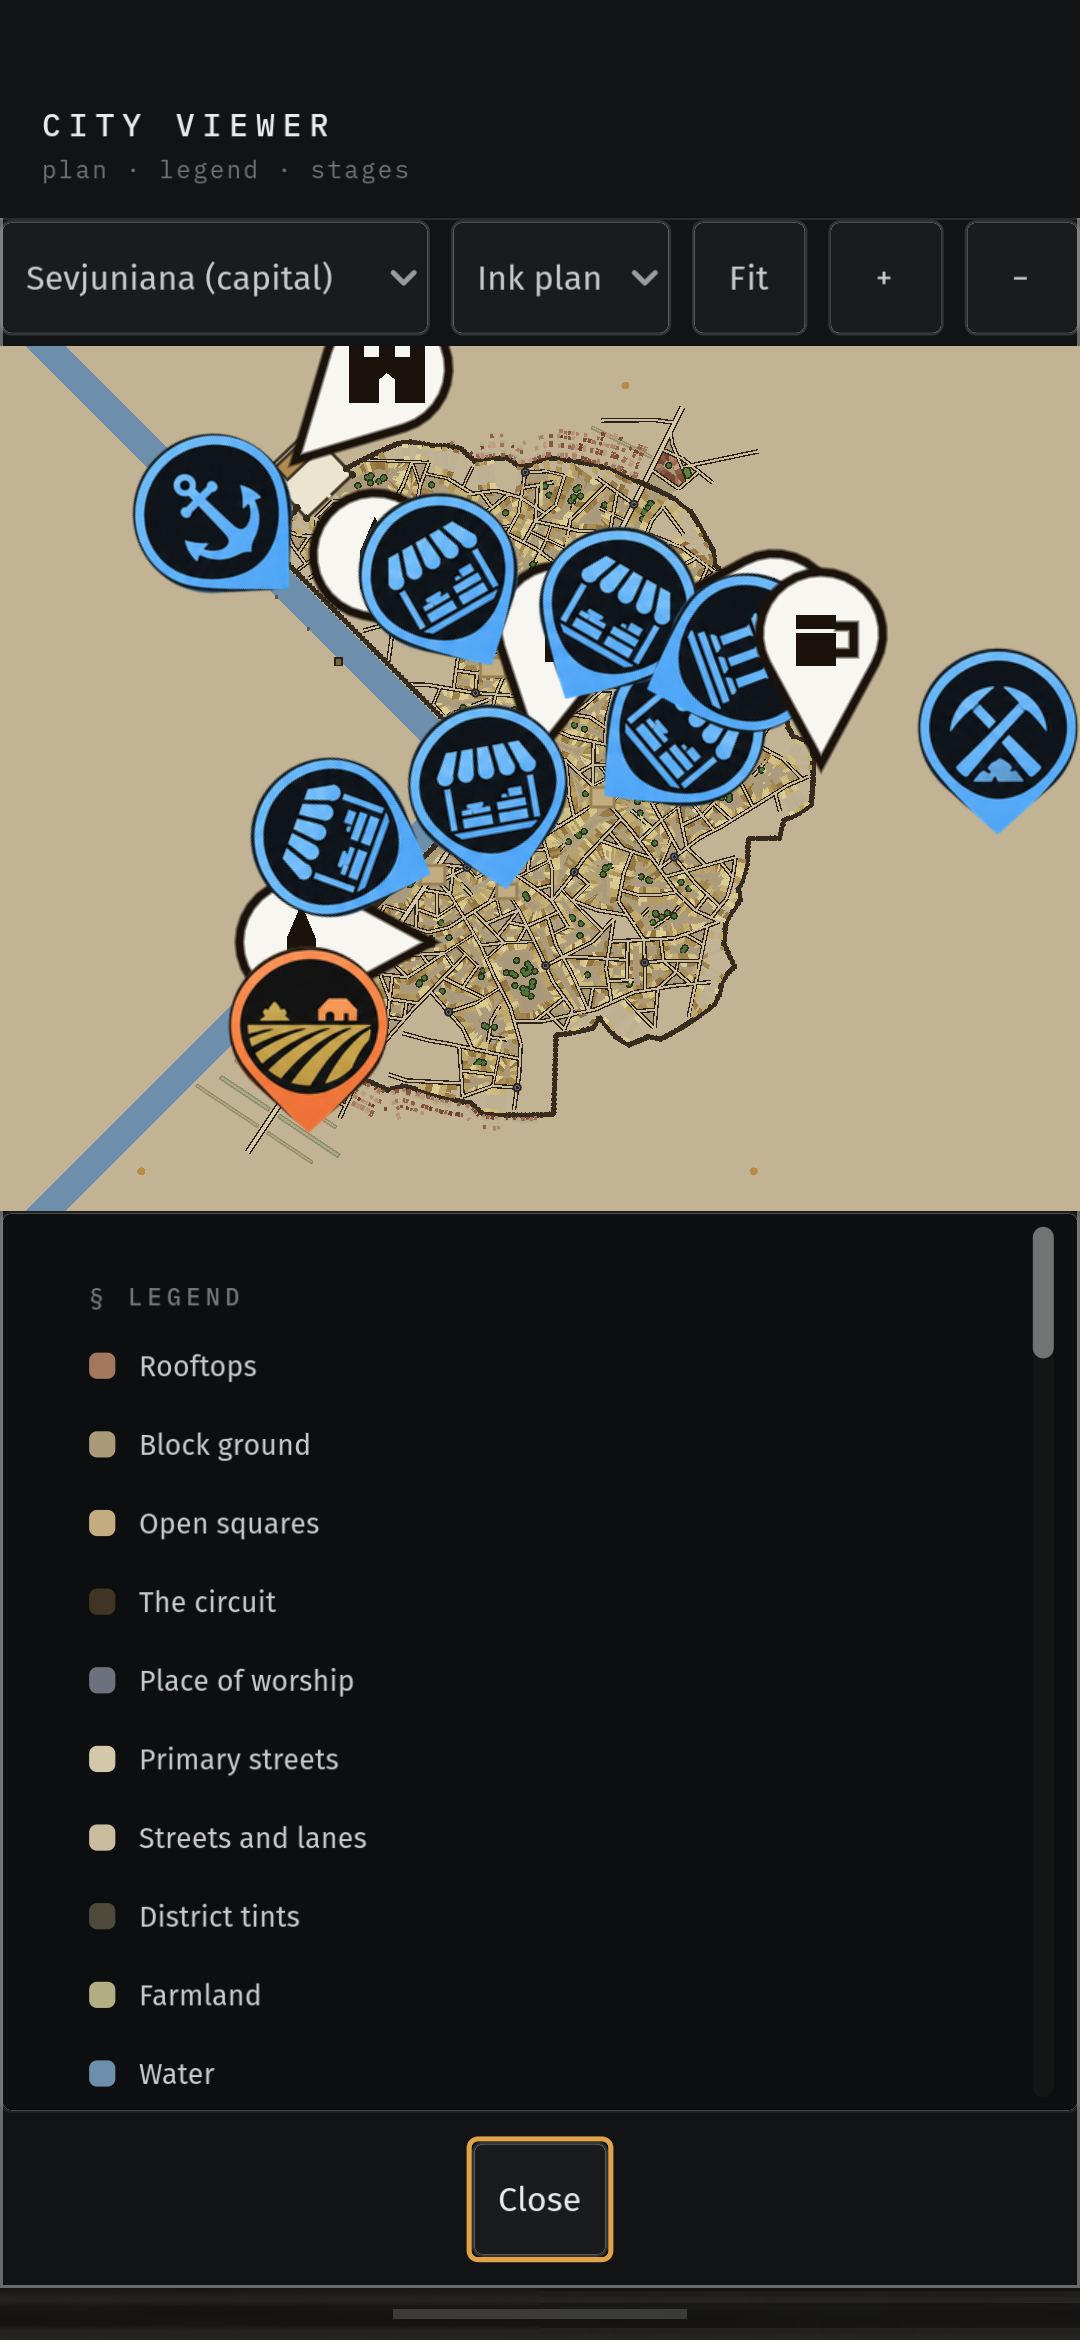 CITY VIEWER
plan · legend · stages
Sevjuniana (capital)
Ink plan
Fit
+
−
§ LEGEND
Rooftops
Block ground
Open squares
The circuit
Place of worship
Primary streets
Streets and lanes
District tints
Farmland
Water
Close